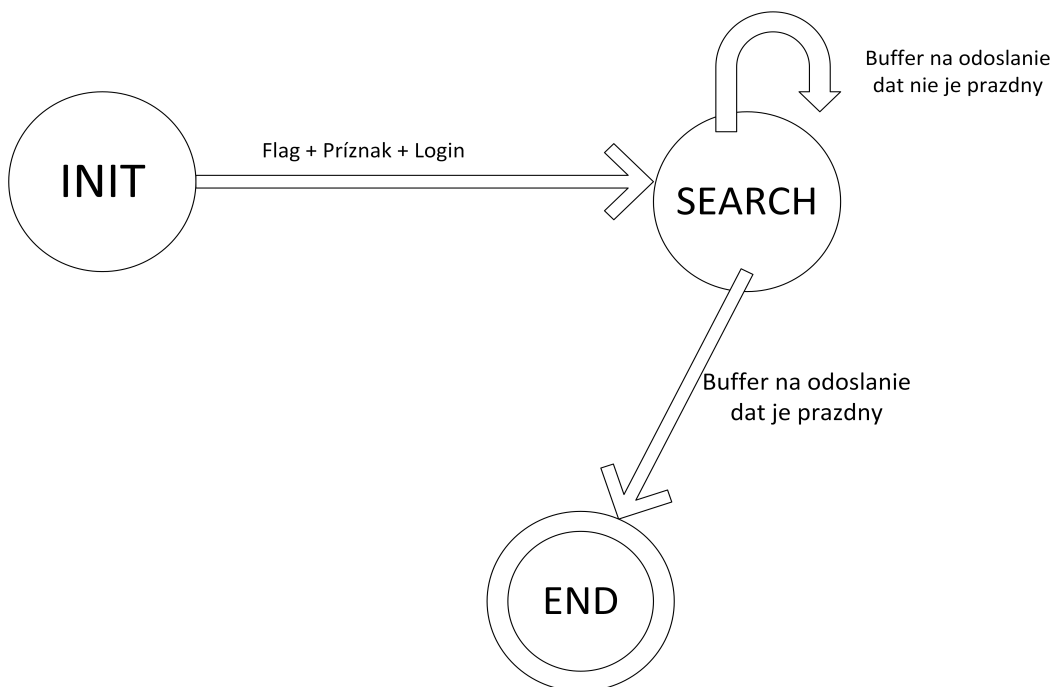 Buffer na odoslanie
dat nie je prazdny
Flag + Príznak + Login
INIT
SEARCH
Buffer na odoslanie
dat je prazdny
END